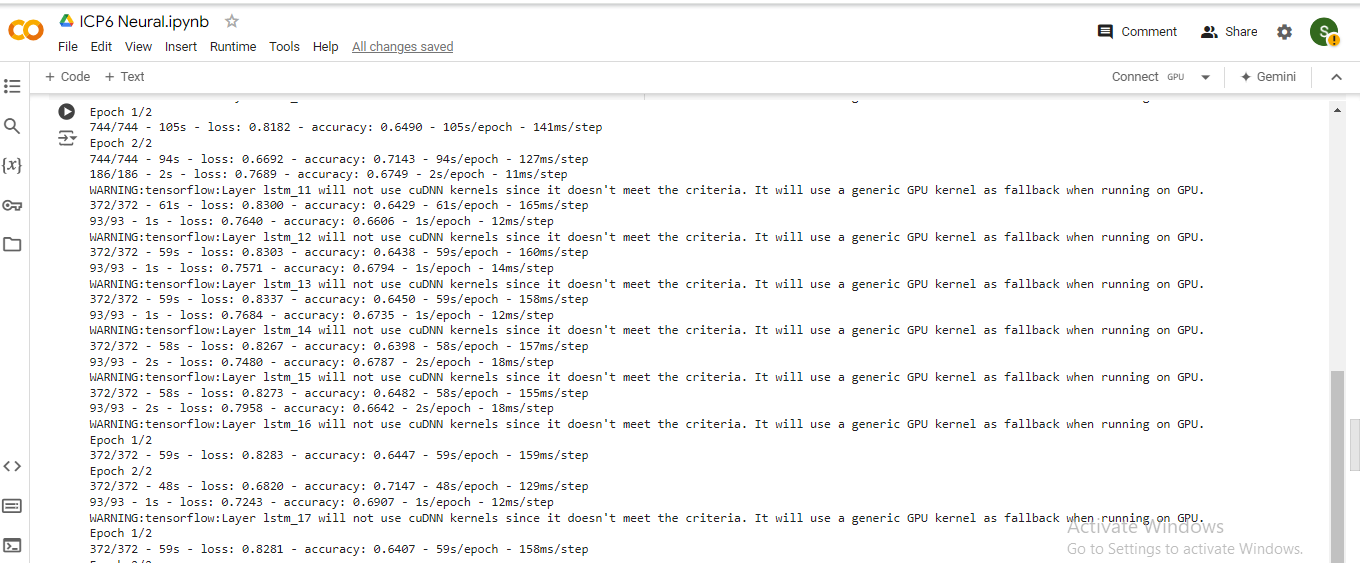 ICP6 Neural.ipynb
File Edit View Insert Runtime Tools Help All changes saved
Comment Share S
+ Code + Text
Connect GPU Gemini
Epoch 1/2
744/744 - 105s - loss: 0.8182 - accuracy: 0.6490 - 105s/epoch - 141ms/step
Epoch 2/2
744/744 - 94s - loss: 0.6692 - accuracy: 0.7143 - 94s/epoch - 127ms/step
186/186 - 2s - loss: 0.7689 - accuracy: 0.6749 - 2s/epoch - 11ms/step
WARNING:tensorflow:Layer lstm_11 will not use cuDNN kernels since it doesn't meet the criteria. It will use a generic GPU kernel as fallback when running on GPU.
372/372 - 61s - loss: 0.8300 - accuracy: 0.6429 - 61s/epoch - 165ms/step
93/93 - 1s - loss: 0.7640 - accuracy: 0.6606 - 1s/epoch - 12ms/step
WARNING:tensorflow:Layer lstm_12 will not use cuDNN kernels since it doesn't meet the criteria. It will use a generic GPU kernel as fallback when running on GPU.
372/372 - 59s - loss: 0.8303 - accuracy: 0.6438 - 59s/epoch - 160ms/step
93/93 - 1s - loss: 0.7571 - accuracy: 0.6794 - 1s/epoch - 14ms/step
WARNING:tensorflow:Layer lstm_13 will not use cuDNN kernels since it doesn't meet the criteria. It will use a generic GPU kernel as fallback when running on GPU.
372/372 - 59s - loss: 0.8337 - accuracy: 0.6450 - 59s/epoch - 158ms/step
93/93 - 1s - loss: 0.7684 - accuracy: 0.6735 - 1s/epoch - 12ms/step
WARNING:tensorflow:Layer lstm_14 will not use cuDNN kernels since it doesn't meet the criteria. It will use a generic GPU kernel as fallback when running on GPU.
372/372 - 58s - loss: 0.8267 - accuracy: 0.6398 - 58s/epoch - 157ms/step
93/93 - 2s - loss: 0.7480 - accuracy: 0.6787 - 2s/epoch - 18ms/step
WARNING:tensorflow:Layer lstm_15 will not use cuDNN kernels since it doesn't meet the criteria. It will use a generic GPU kernel as fallback when running on GPU.
372/372 - 58s - loss: 0.8273 - accuracy: 0.6482 - 58s/epoch - 155ms/step
93/93 - 2s - loss: 0.7958 - accuracy: 0.6642 - 2s/epoch - 18ms/step
WARNING:tensorflow:Layer lstm_16 will not use cuDNN kernels since it doesn't meet the criteria. It will use a generic GPU kernel as fallback when running on GPU.
Epoch 1/2
372/372 - 59s - loss: 0.8283 - accuracy: 0.6447 - 59s/epoch - 159ms/step
Epoch 2/2
372/372 - 48s - loss: 0.6820 - accuracy: 0.7147 - 48s/epoch - 129ms/step
93/93 - 1s - loss: 0.7243 - accuracy: 0.6907 - 1s/epoch - 12ms/step
WARNING:tensorflow:Layer lstm_17 will not use cuDNN kernels since it doesn't meet the criteria. It will use a generic GPU kernel as fallback when running on GPU.
Epoch 1/2
372/372 - 59s - loss: 0.8281 - accuracy: 0.6407 - 59s/epoch - 158ms/step
Activate Windows
Go to Settings to activate Windows.